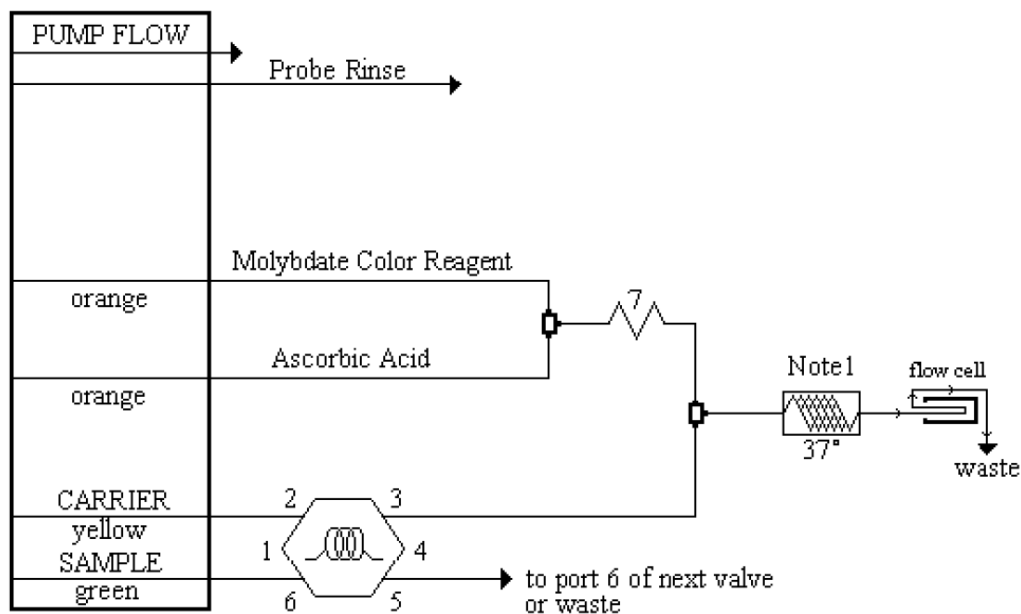 PUMP FLOW
Probe Rinse
Molybdate Color Reagent
orange
7
Ascorbic Acid
orange
Note1
flow cell
37°
waste
CARRIER
yellow
2
3
1
4
SAMPLE
green
6
5
to port 6 of next valve
or waste